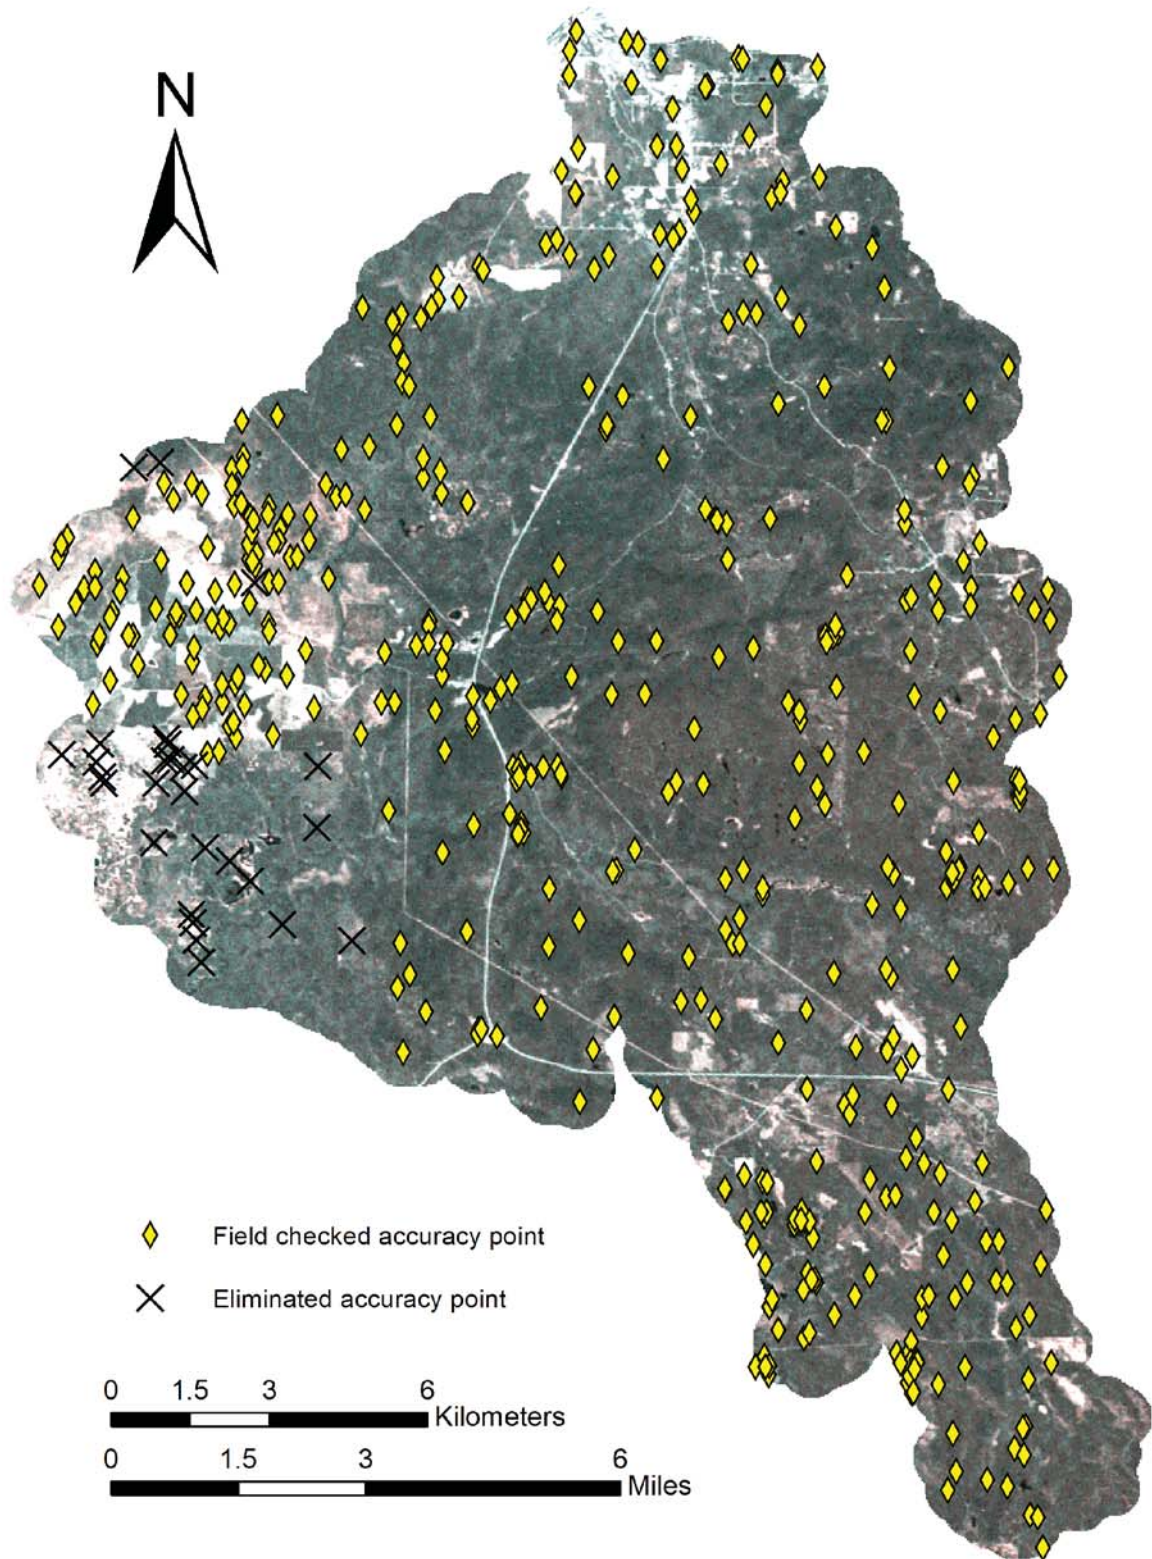 N
Field checked accuracy point
Eliminated accuracy point
0 1.5 3 6
Kilometers
0 1.5 3 6
Miles